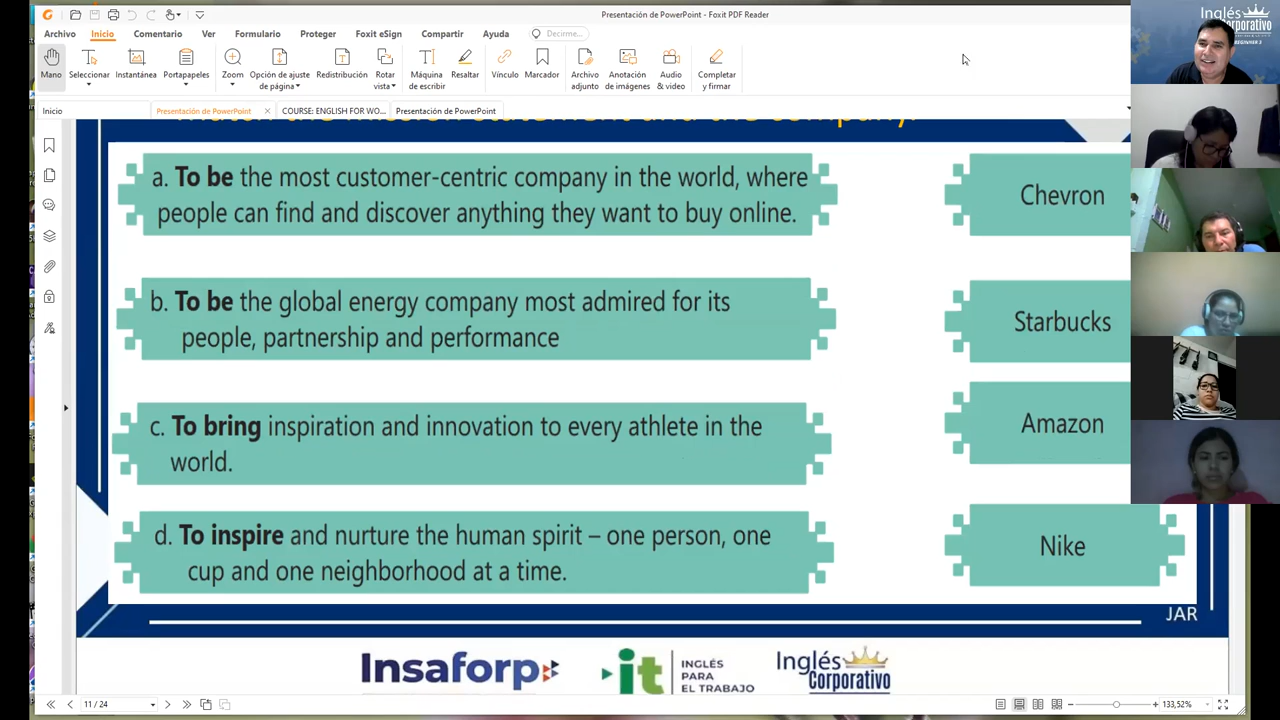 Presentación de PowerPoint - Foxit PDF Reader
Archivo Inicio Comentario Ver Formulario Proteger Foxit eSign Compartir Ayuda Decirme...
Mano Seleccionar Instantánea Portapapeles Zoom Opción de ajuste de página Redistribución Rotar vista Máquina de escribir Resaltar Vínculo Marcador Archivo adjunto Anotación de imágenes Audio & video Completar y firmar
Inicio Presentación de PowerPoint COURSE: ENGLISH FOR WO... Presentación de PowerPoint
a. To be the most customer-centric company in the world, where
people can find and discover anything they want to buy online.
Chevron
b. To be the global energy company most admired for its
people, partnership and performance
Starbucks
c. To bring inspiration and innovation to every athlete in the
world.
Amazon
d. To inspire and nurture the human spirit – one person, one
cup and one neighborhood at a time.
Nike
JAR
Insaforp
it INGLÉS
PARA
EL TRABAJO
Inglés
Corporativo
11 / 24
133,52%
Inglés
Corporativo
BEGINNER 2